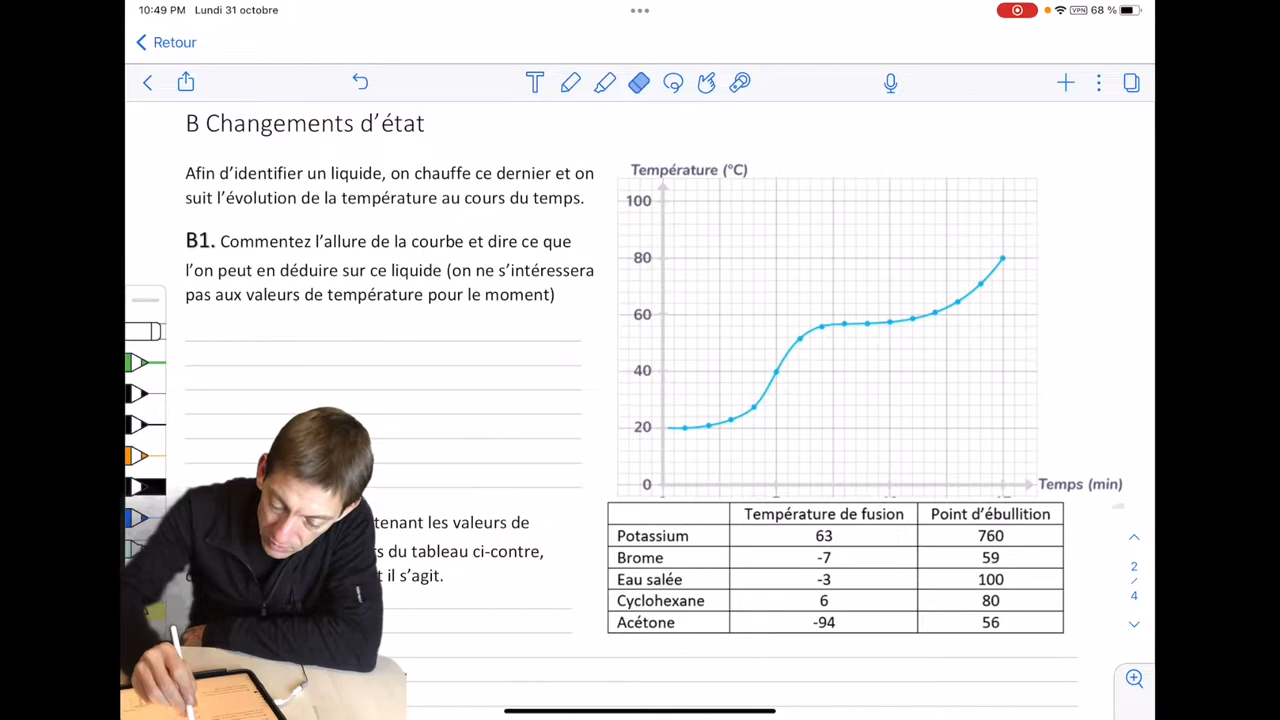 10:49 PM Lundi 31 octobre
VPN 68 %
Retour
B Changements d'état
Afin d'identifier un liquide, on chauffe ce dernier et on
suit l'évolution de la température au cours du temps.
B1. Commentez l'allure de la courbe et dire ce que
l'on peut en déduire sur ce liquide (on ne s'intéressera
pas aux valeurs de température pour le moment)
tenant les valeurs de
du tableau ci-contre,
il s'agit.
Température (°C)
100
80
60
40
20
0
Temps (min)
Température de fusion Point d'ébullition
Potassium 63 760
Brome -7 59
Eau salée -3 100
Cyclohexane 6 80
Acétone -94 56
2
/
4